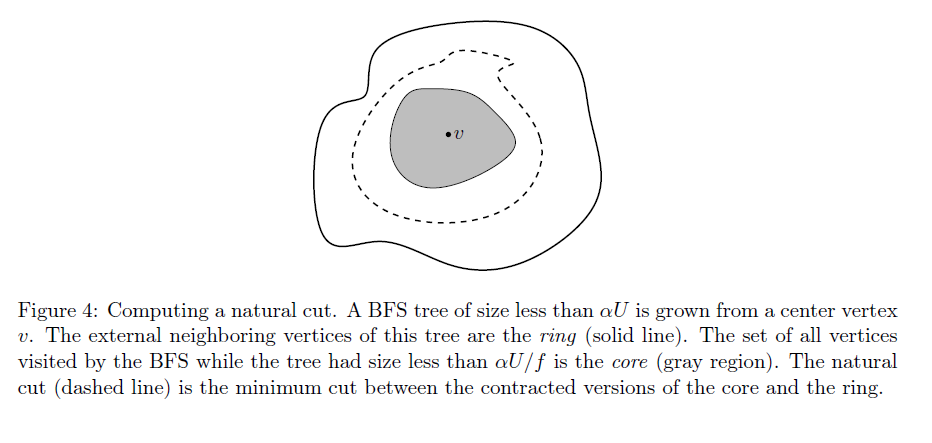 v
Figure 4: Computing a natural cut. A BFS tree of size less than αU is grown from a center vertex
v. The external neighboring vertices of this tree are the ring (solid line). The set of all vertices
visited by the BFS while the tree had size less than αU/f is the core (gray region). The natural
cut (dashed line) is the minimum cut between the contracted versions of the core and the ring.